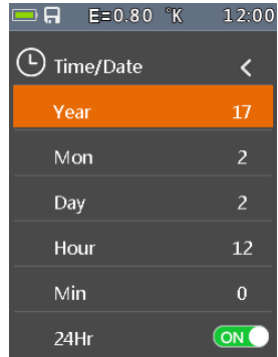 E=0.80 °K 12:00
Time/Date <
Year 17
Mon 2
Day 2
Hour 12
Min 0
24Hr ON